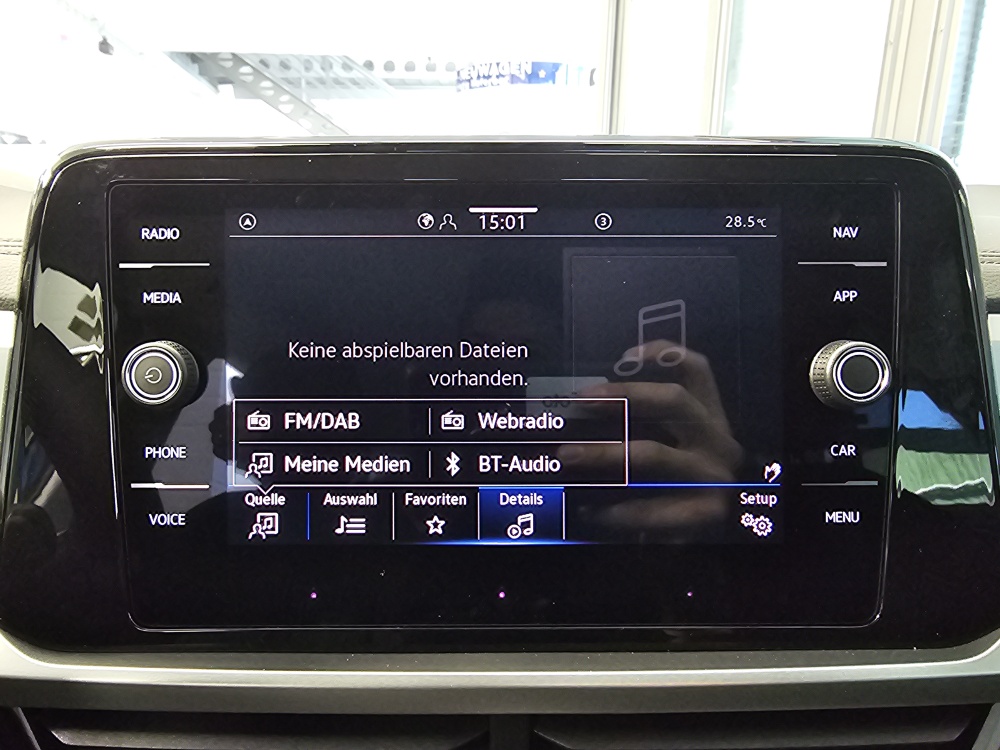 RADIO
MEDIA
PHONE
VOICE
15:01
3
28.5°C
Keine abspielbaren Dateien
vorhanden.
FM/DAB
Webradio
Meine Medien
BT-Audio
Quelle
Auswahl
Favoriten
Details
Setup
NAV
APP
CAR
MENU